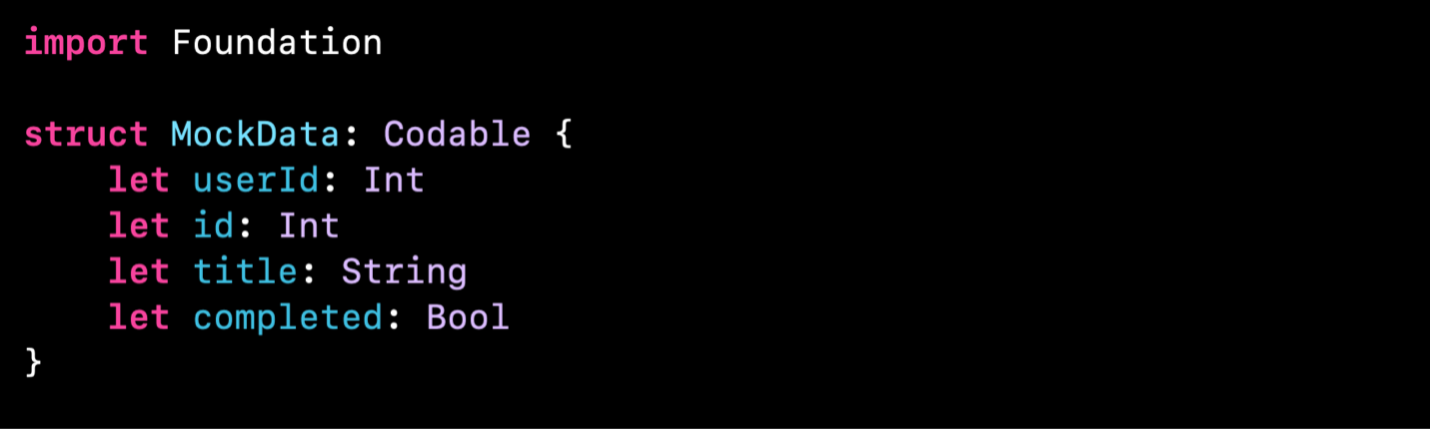 import Foundation

struct MockData: Codable {
    let userId: Int
    let id: Int
    let title: String
    let completed: Bool
}